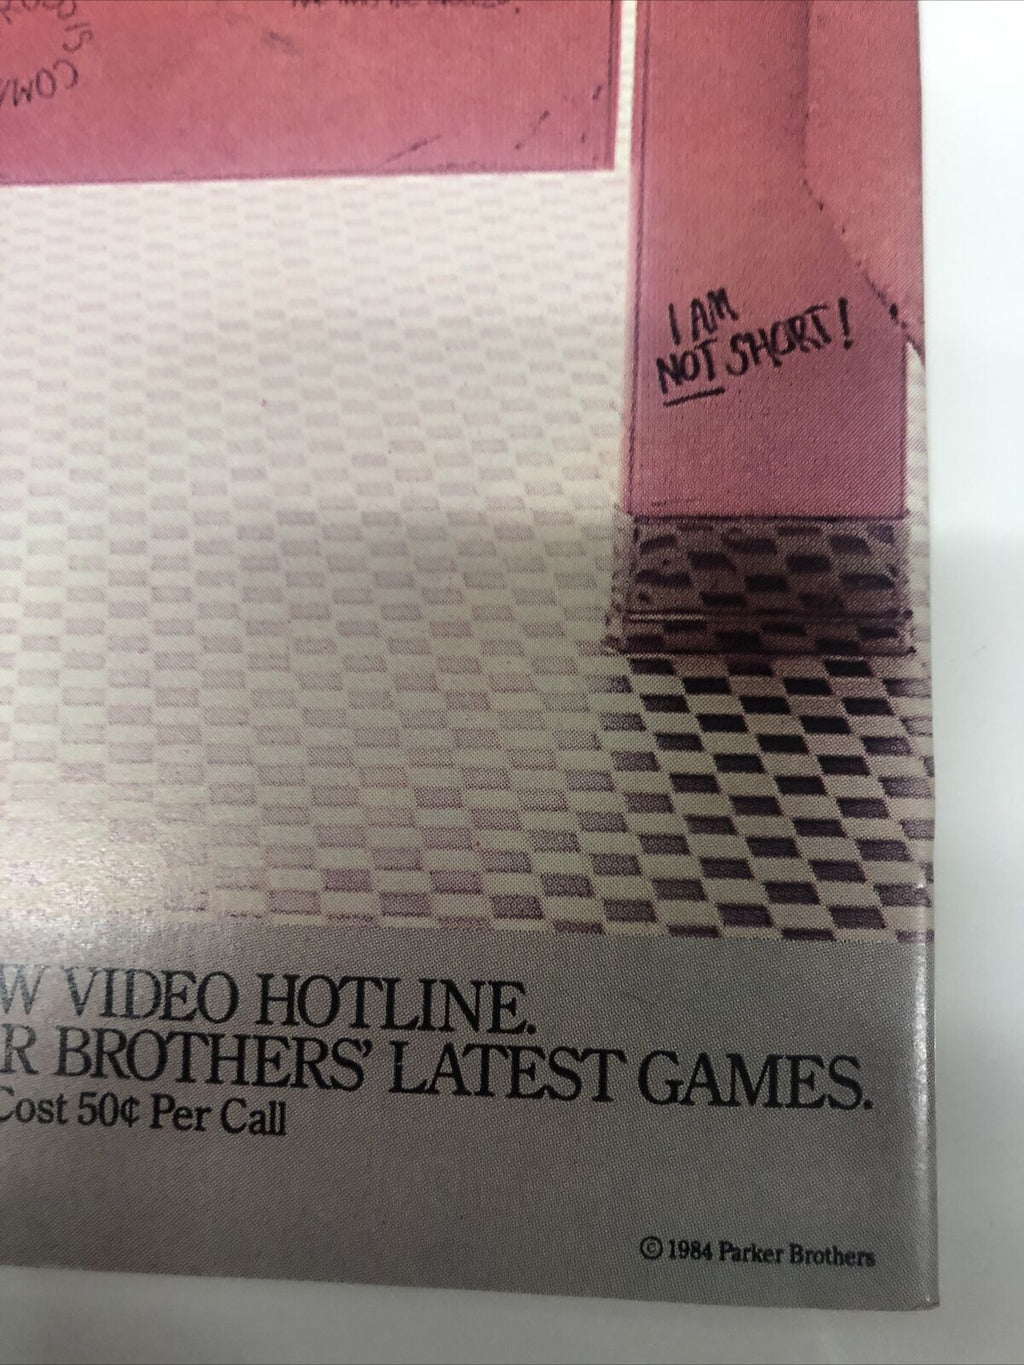 I AM
NOT SHORT!
W VIDEO HOTLINE.
R BROTHERS' LATEST GAMES.
Cost 50¢ Per Call
© 1984 Parker Brothers